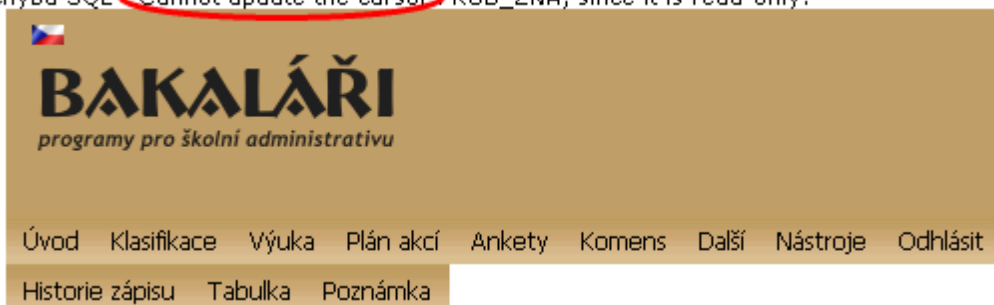 chyba SQL - Cannot update the cursor : KOD_ZNA, since it is read-only.
BAKALÁŘI
programy pro školní administrativu
Úvod Klasifikace Výuka Plán akcí Ankety Komens Další Nástroje Odhlásit
Historie zápisu Tabulka Poznámka